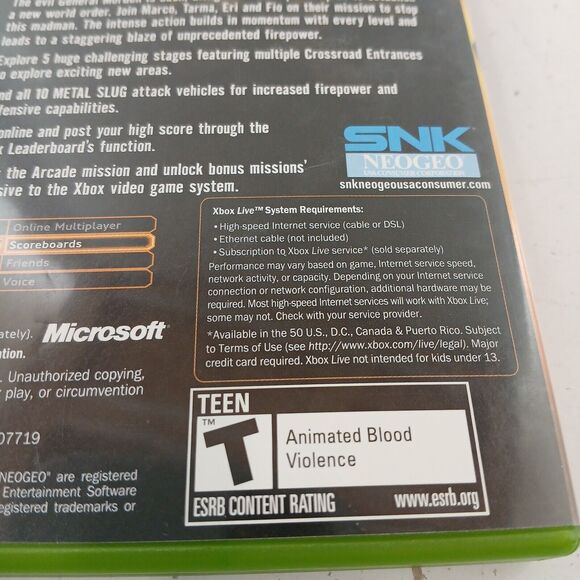 The evil General Morden is
a new world order. Join Marco, Tarma, Eri and Fio on their mission to stop
this madman. The intense action builds in momentum with every level and
leads to a staggering blaze of unprecedented firepower.
Explore 5 huge challenging stages featuring multiple Crossroad Entrances
to explore exciting new areas.
nd all 10 METAL SLUG attack vehicles for increased firepower and
efensive capabilities.
online and post your high score through the
x Leaderboard's function.
the Arcade mission and unlock bonus missions'
sive to the Xbox video game system.
SNK
NEOGEO
USA CONSUMER CORPORATION
snkneogeousaconsumer.com
Online Multiplayer
Scoreboards
Friends
Voice
Xbox Live™ System Requirements:
• High-speed Internet service (cable or DSL)
• Ethernet cable (not included)
• Subscription to Xbox Live service* (sold separately)
Performance may vary based on game, Internet service speed,
network activity, or capacity. Depending on your Internet service
connection or network configuration, additional hardware may be
required. Most high-speed Internet services will work with Xbox Live;
some may not. Check with your service provider.
*Available in the 50 U.S., D.C., Canada & Puerto Rico. Subject
to Terms of Use (see http://www.xbox.com/live/legal). Major
credit card required. Xbox Live not intended for kids under 13.
ately). Microsoft®
ation.
. Unauthorized copying,
r play, or circumvention
07719
NEOGEO® are registered
Entertainment Software
egistered trademarks or
TEEN
T ™
Animated Blood
Violence
ESRB CONTENT RATING www.esrb.org